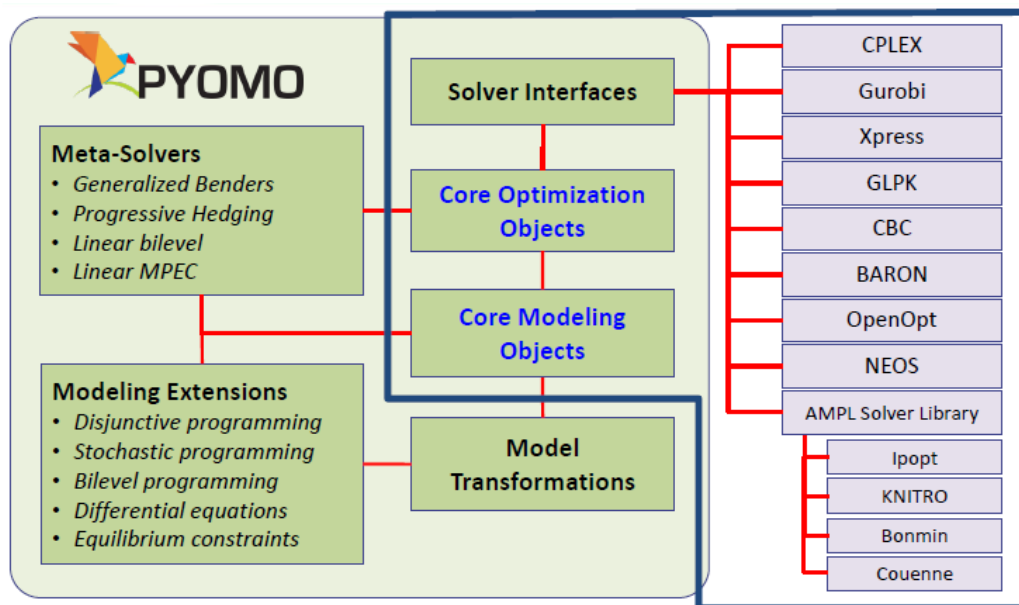 PYOMO
Meta-Solvers
• Generalized Benders
• Progressive Hedging
• Linear bilevel
• Linear MPEC
Modeling Extensions
• Disjunctive programming
• Stochastic programming
• Bilevel programming
• Differential equations
• Equilibrium constraints
Solver Interfaces
Core Optimization
Objects
Core Modeling
Objects
Model
Transformations
CPLEX
Gurobi
Xpress
GLPK
CBC
BARON
OpenOpt
NEOS
AMPL Solver Library
Ipopt
KNITRO
Bonmin
Couenne